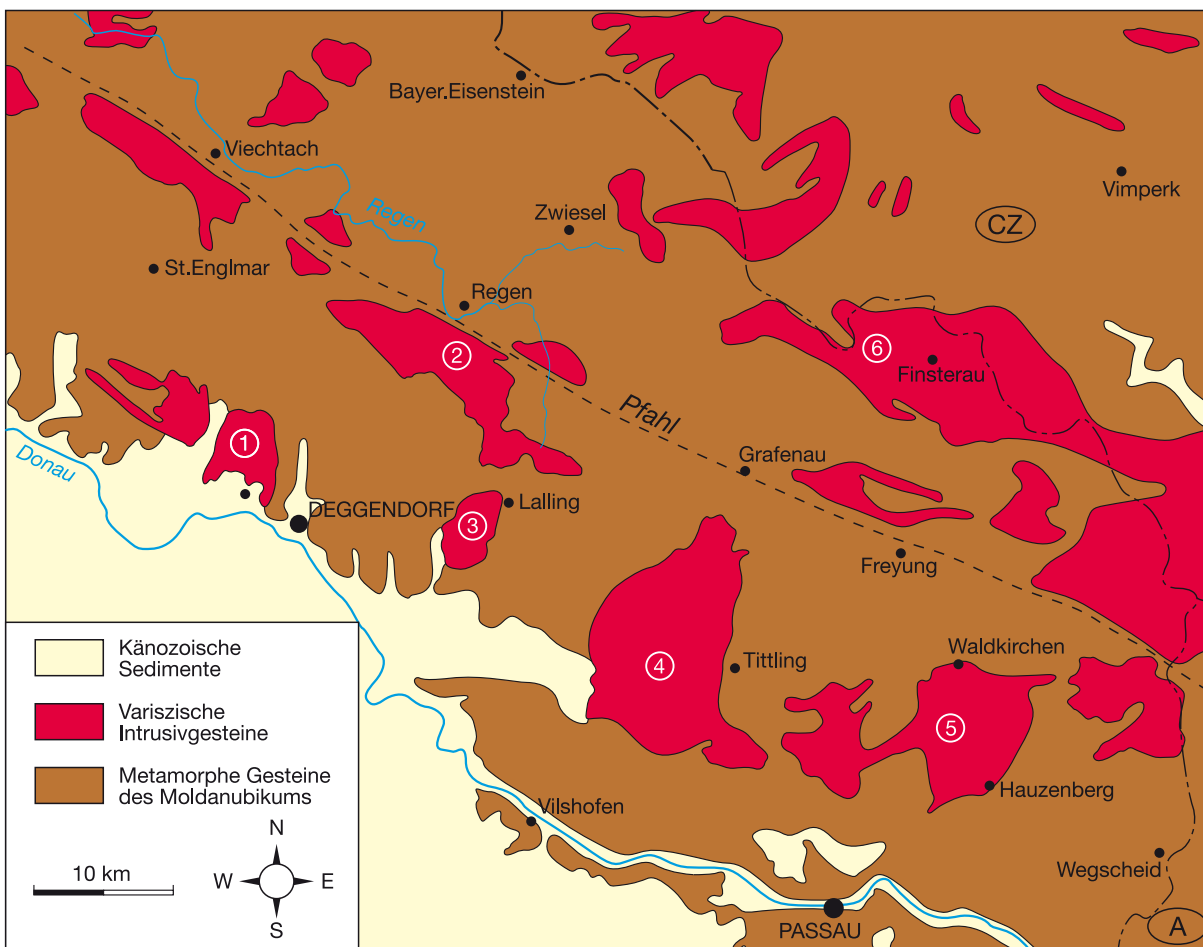 Bayer.Eisenstein
Viechtach
Vimperk
Regen
Zwiesel
CZ
St.Englmar
Regen
2
6
Finsterau
Pfahl
1
Donau
Grafenau
DEGGENDORF
3
Lalling
Freyung
4
Tittling
Waldkirchen
5
Hauzenberg
Vilshofen
Wegscheid
PASSAU
A
Känozoische
Sedimente
Variszische
Intrusivgesteine
Metamorphe Gesteine
des Moldanubikums
10 km
N
W
E
S